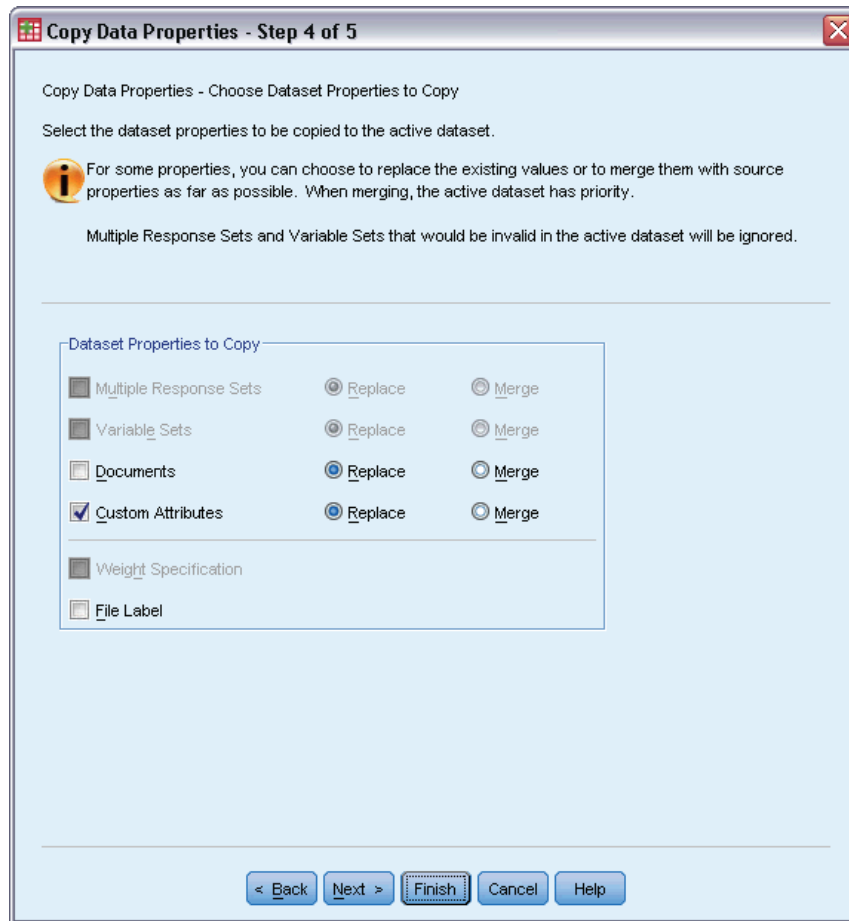 Copy Data Properties - Step 4 of 5
Copy Data Properties - Choose Dataset Properties to Copy
Select the dataset properties to be copied to the active dataset.
For some properties, you can choose to replace the existing values or to merge them with source
properties as far as possible. When merging, the active dataset has priority.
Multiple Response Sets and Variable Sets that would be invalid in the active dataset will be ignored.
Dataset Properties to Copy
Multiple Response Sets Replace Merge
Variable Sets Replace Merge
Documents Replace Merge
Custom Attributes Replace Merge
Weight Specification
File Label
< Back Next > Finish Cancel Help